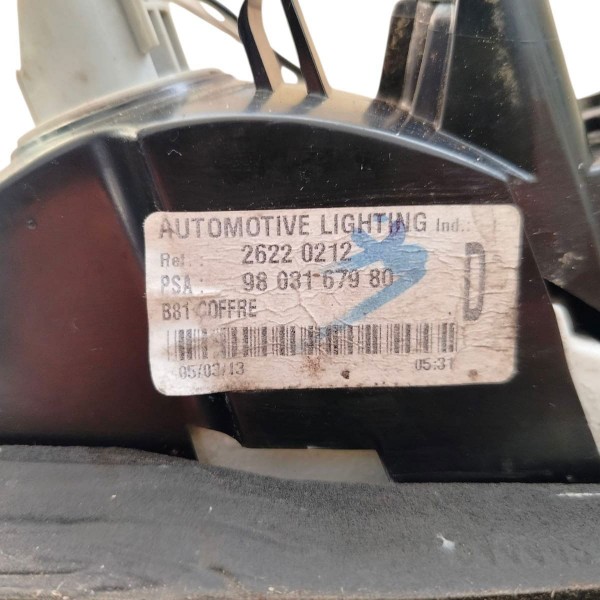 AUTOMOTIVE LIGHTING Ind.:
Ref. : 2622 0212
PSA : 98 031 679 80
D
B81 COFFRE
05/03/13 05:31